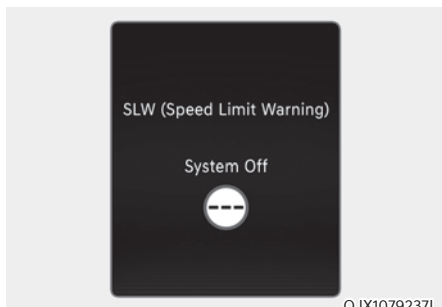 SLW (Speed Limit Warning)
System Off
---
OJX1079237L